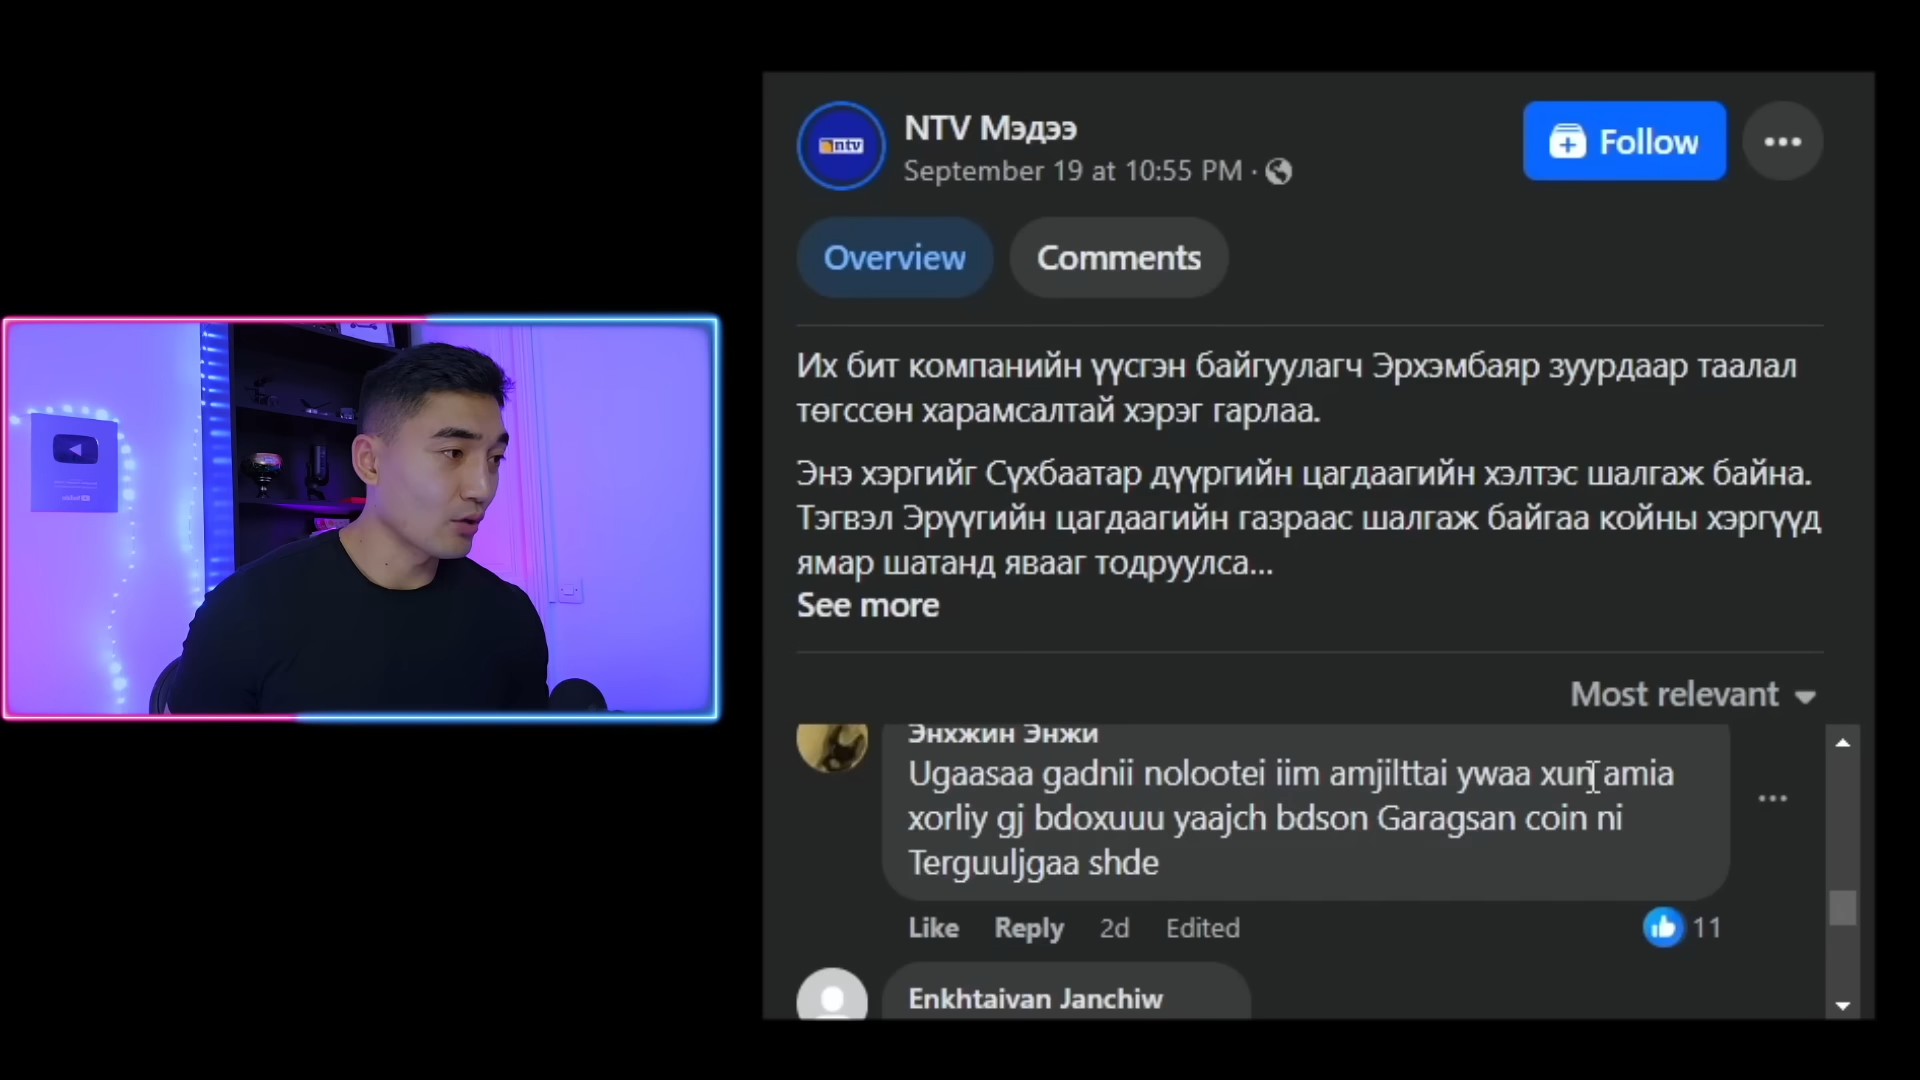 ntv
NTV Мэдээ
September 19 at 10:55 PM ·
Follow
Overview
Comments
Их бит компанийн үүсгэн байгуулагч Эрхэмбаяр зуурдаар таалал
төгссөн харамсалтай хэрэг гарлаа.
Энэ хэргийг Сүхбаатар дүүргийн цагдаагийн хэлтэс шалгаж байна.
Тэгвэл Эрүүгийн цагдаагийн газраас шалгаж байгаа койны хэргүүд
ямар шатанд явааг тодруулса...
See more
Most relevant
Энхжин Энжи
Ugaasaa gadnii nolootei iim amjilttai ywaa xun amia
xorliy gj bdoxuuu yaajch bdson Garagsan coin ni
Terguuljgaa shde
Like Reply 2d Edited
11
Enkhtaivan Janchiw